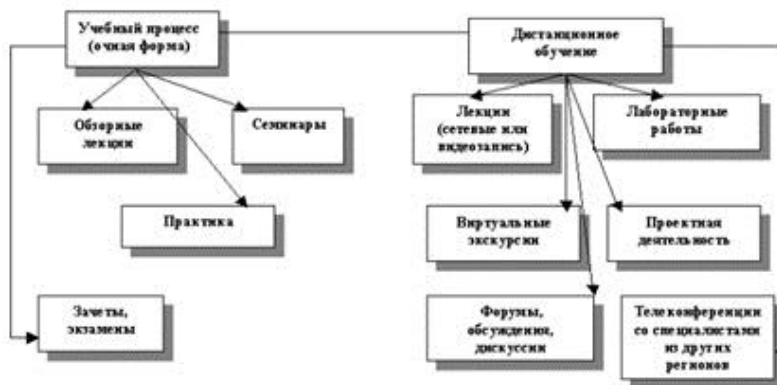 Учебный процесс
(очная форма)
Дистанционное
обучение
Обзорные
лекции
Семинары
Лекции
(сетевые или
видеозапись)
Лабораторные
работы
Практика
Виртуальные
экскурсии
Проектная
деятельность
Зачеты,
экзамены
Форумы,
обсуждения,
дискуссии
Телеконференции
со специалистами
из других
регионов